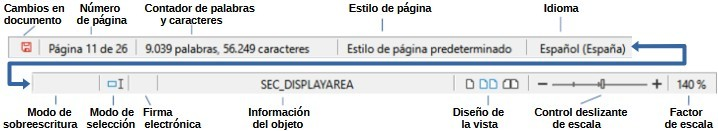 Cambios en
documento
Número
de página
Contador de palabras
y caracteres
Estilo de página
Idioma
Página 11 de 26
9.039 palabras, 56.249 caracteres
Estilo de página predeterminado
Español (España)
SEC_DISPLAYAREA
140 %
Modo de
sobreescritura
Modo de
selección
Firma
electrónica
Información
del objeto
Diseño de
la vista
Control deslizante
de escala
Factor
de escala